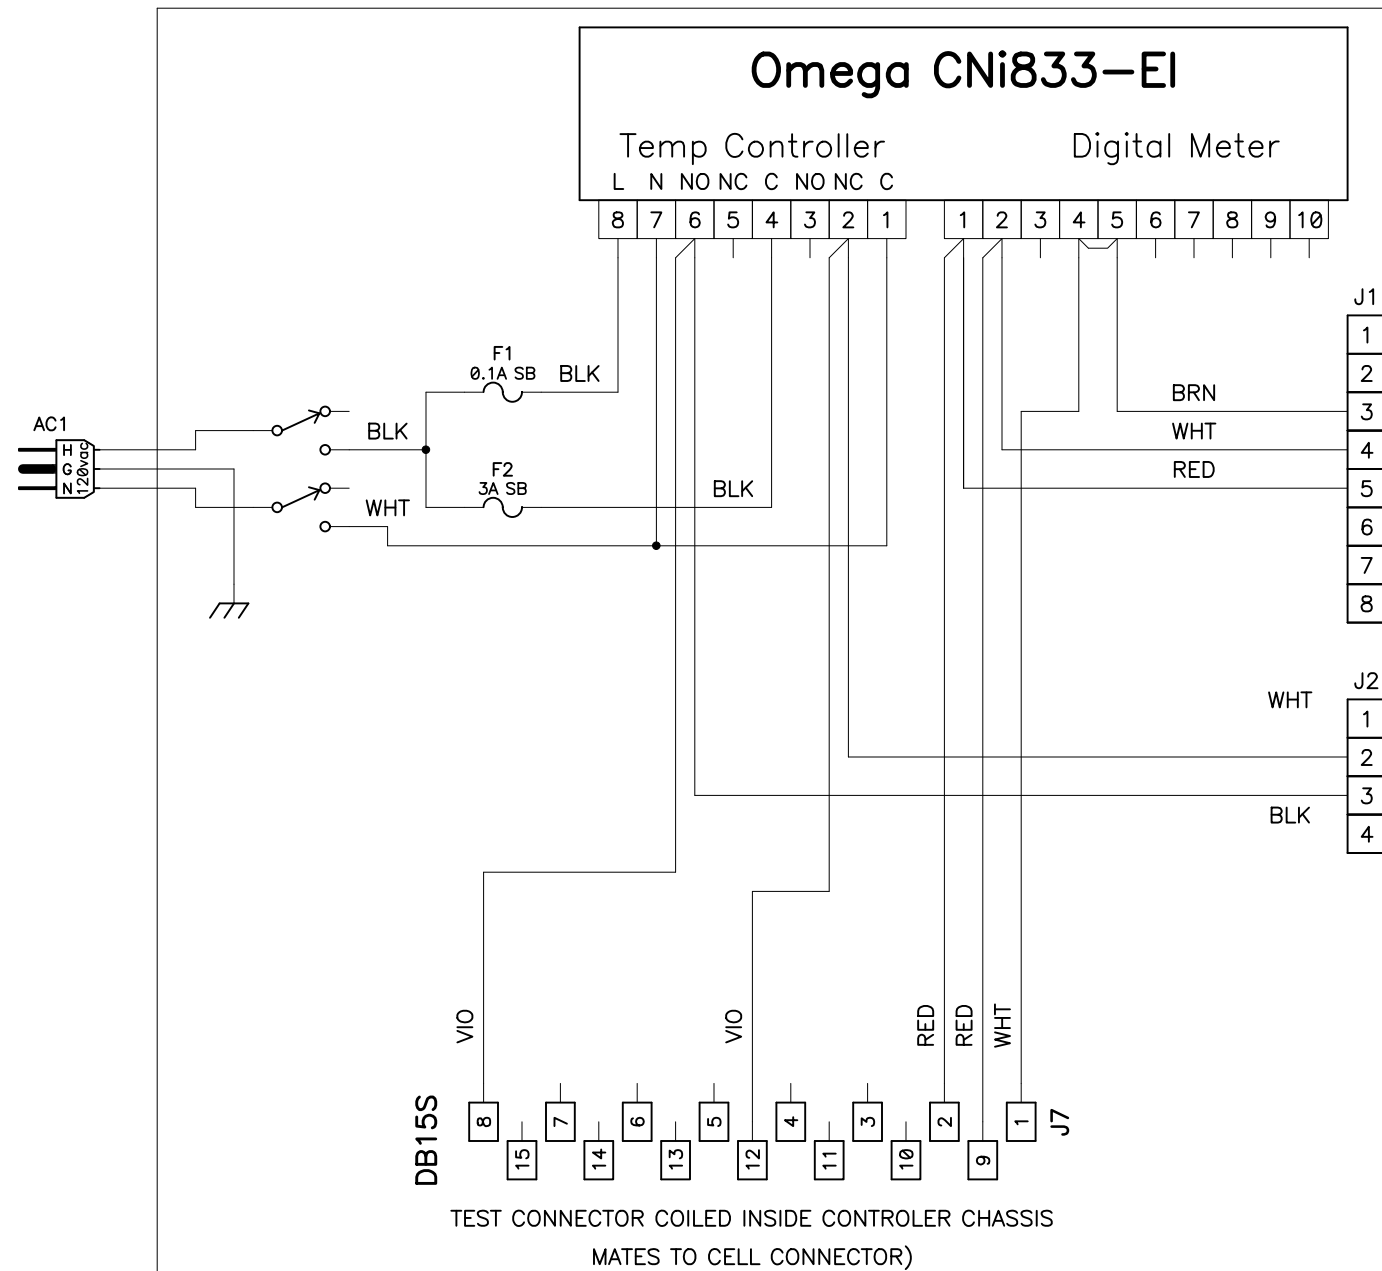 Omega CNi833-EI
Temp Controller
Digital Meter
L N NO NC C NO NC C
8 7 6 5 4 3 2 1
1 2 3 4 5 6 7 8 9 10
J1
1
2
3
4
5
6
7
8
F1
0.1A SB
BLK
BRN
WHT
RED
AC1
H
G
N
120vac
BLK
F2
3A SB
BLK
WHT
J2
WHT
1
2
3
BLK
4
VIO
VIO
RED
RED
WHT
DB15S
8 7 6 5 4 3 2 1
J7
15 14 13 12 11 10 9
TEST CONNECTOR COILED INSIDE CONTROLER CHASSIS
MATES TO CELL CONNECTOR)